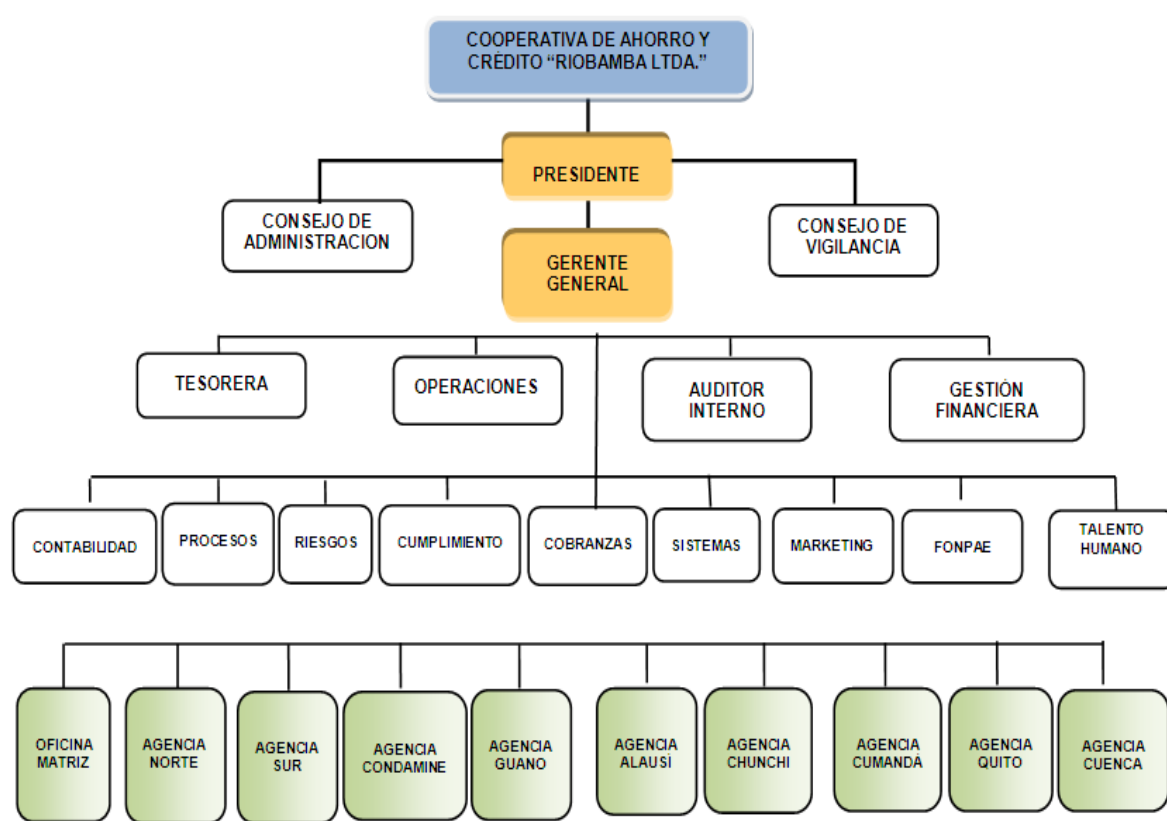 COOPERATIVA DE AHORRO Y
CRÉDITO “RIOBAMBA LTDA.”
PRESIDENTE
CONSEJO DE
ADMINISTRACION
CONSEJO DE
VIGILANCIA
GERENTE
GENERAL
TESORERA
OPERACIONES
AUDITOR
INTERNO
GESTIÓN
FINANCIERA
CONTABILIDAD
PROCESOS
RIESGOS
CUMPLIMIENTO
COBRANZAS
SISTEMAS
MARKETING
FONPAE
TALENTO
HUMANO
OFICINA
MATRIZ
AGENCIA
NORTE
AGENCIA
SUR
AGENCIA
CONDAMINE
AGENCIA
GUANO
AGENCIA
ALAUSÍ
AGENCIA
CHUNCHI
AGENCIA
CUMANDÁ
AGENCIA
QUITO
AGENCIA
CUENCA